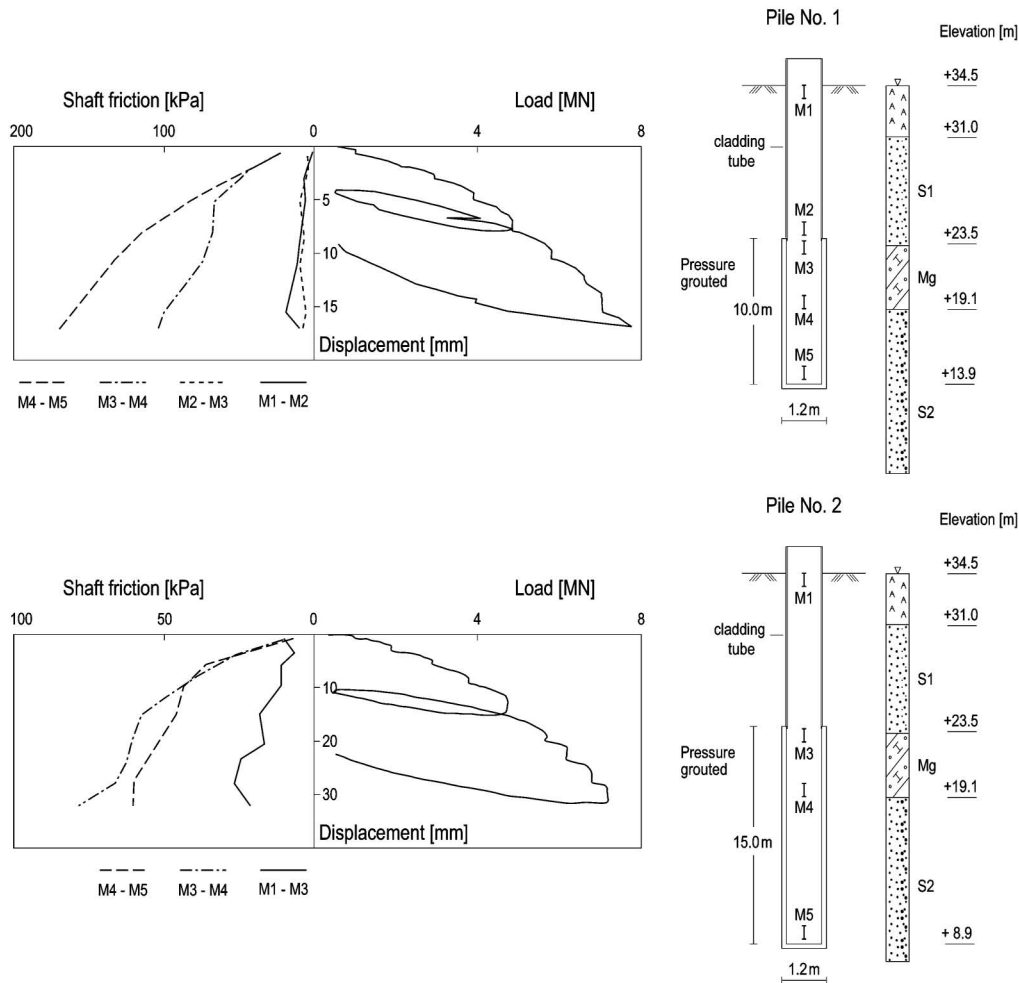 Pile No. 1
Elevation [m]
Shaft friction [kPa]
Load [MN]
200
100
0
4
8
5
10
15
Displacement [mm]
M4 - M5
M3 - M4
M2 - M3
M1 - M2
M1
cladding
tube
M2
Pressure
grouted
M3
10.0 m
M4
M5
1.2 m
+34.5
+31.0
S1
+23.5
Mg
+19.1
+13.9
S2
Pile No. 2
Elevation [m]
Shaft friction [kPa]
Load [MN]
100
50
0
4
8
10
20
30
Displacement [mm]
M4 - M5
M3 - M4
M1 - M3
M1
cladding
tube
Pressure
grouted
M3
M4
15.0 m
M5
1.2 m
+34.5
+31.0
S1
+23.5
Mg
+19.1
S2
+ 8.9